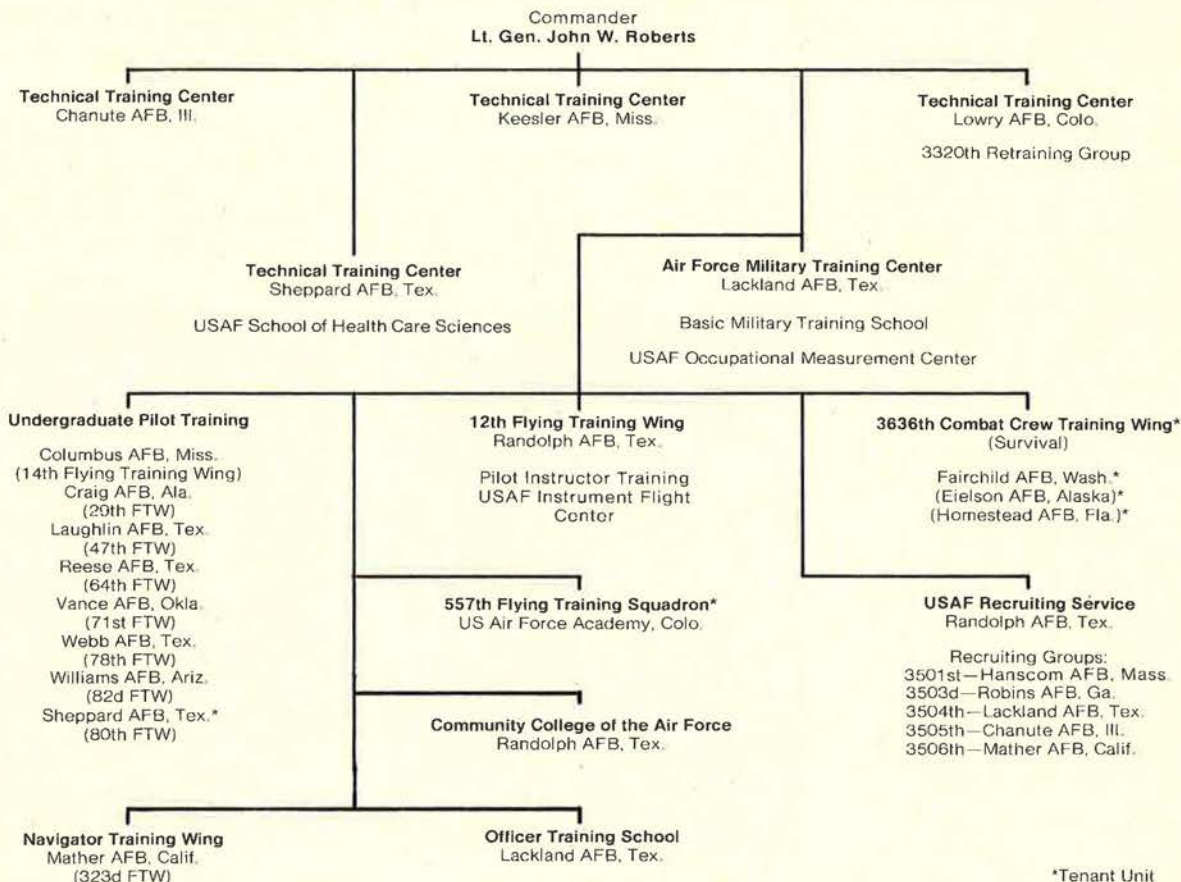 Commander
Lt. Gen. John W. Roberts
Technical Training Center
Chanute AFB, Ill.
Technical Training Center
Keesler AFB, Miss.
Technical Training Center
Lowry AFB, Colo.
3320th Retraining Group
Technical Training Center
Sheppard AFB, Tex.
USAF School of Health Care Sciences
Air Force Military Training Center
Lackland AFB, Tex.
Basic Military Training School
USAF Occupational Measurement Center
Undergraduate Pilot Training
Columbus AFB, Miss.
(14th Flying Training Wing)
Craig AFB, Ala.
(29th FTW)
Laughlin AFB, Tex.
(47th FTW)
Reese AFB, Tex.
(64th FTW)
Vance AFB, Okla.
(71st FTW)
Webb AFB, Tex.
(78th FTW)
Williams AFB, Ariz.
(82d FTW)
Sheppard AFB, Tex.*
(80th FTW)
12th Flying Training Wing
Randolph AFB, Tex.
Pilot Instructor Training
USAF Instrument Flight
Center
3636th Combat Crew Training Wing*
(Survival)
Fairchild AFB, Wash.*
(Eielson AFB, Alaska)*
(Homestead AFB, Fla.)*
557th Flying Training Squadron*
US Air Force Academy, Colo.
USAF Recruiting Service
Randolph AFB, Tex.
Recruiting Groups:
3501st—Hanscom AFB, Mass.
3503d—Robins AFB, Ga.
3504th—Lackland AFB, Tex.
3505th—Chanute AFB, Ill.
3506th—Mather AFB, Calif.
Community College of the Air Force
Randolph AFB, Tex.
Navigator Training Wing
Mather AFB, Calif.
(323d FTW)
Officer Training School
Lackland AFB, Tex.
*Tenant Unit